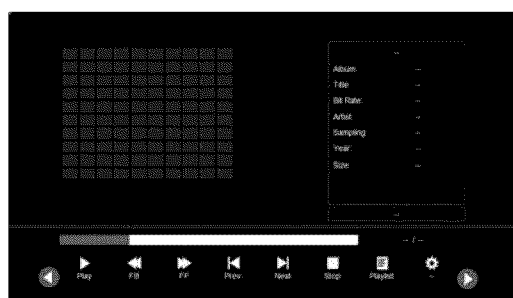 --
Album: --
Title --
Bit Rate: --
Artist --
Sampling --
Year: --
Size --
--
-- / --
Play FB FF Prev. Next Stop Playlist --